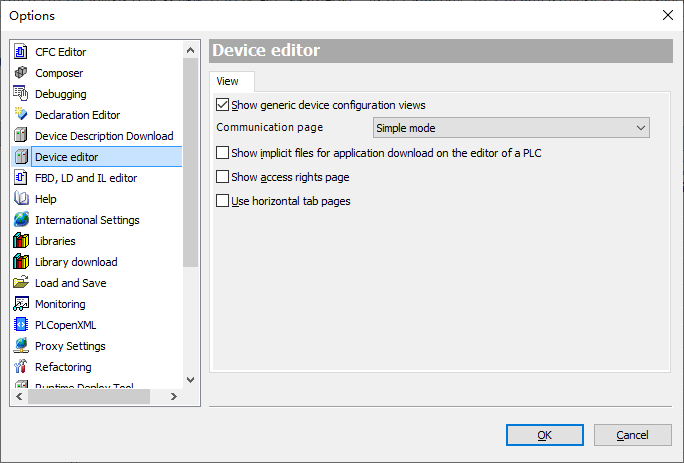 Options
CFC Editor
Composer
Debugging
Declaration Editor
Device Description Download
Device editor
FBD, LD and IL editor
Help
International Settings
Libraries
Library download
Load and Save
Monitoring
PLCopenXML
Proxy Settings
Refactoring
Runtime Deploy Tool
Device editor
View
Show generic device configuration views
Communication page
Simple mode
Show implicit files for application download on the editor of a PLC
Show access rights page
Use horizontal tab pages
OK
Cancel